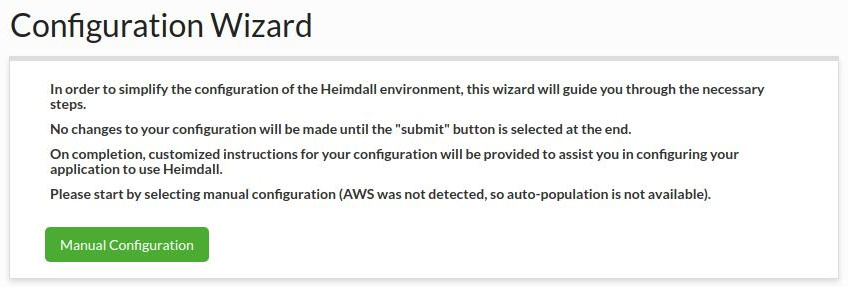 Configuration Wizard
In order to simplify the configuration of the Heimdall environment, this wizard will guide you through the necessary
steps.
No changes to your configuration will be made until the "submit" button is selected at the end.
On completion, customized instructions for your configuration will be provided to assist you in configuring your
application to use Heimdall.
Please start by selecting manual configuration (AWS was not detected, so auto-population is not available).
Manual Configuration